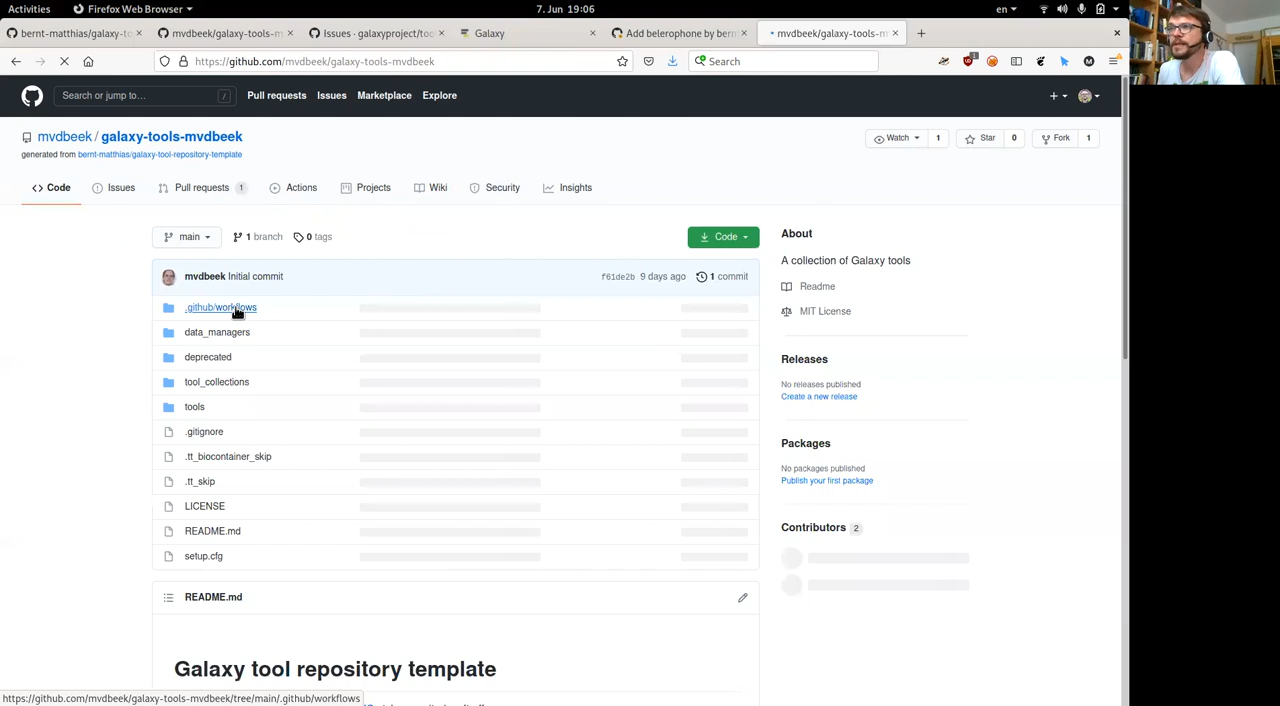 Activities Firefox Web Browser 7. Jun 19:06 en
bernt-matthias/galaxy-to mvdbeek/galaxy-tools-m Issues · galaxyproject/too Galaxy Add belerophone by bern mvdbeek/galaxy-tools-m
https://github.com/mvdbeek/galaxy-tools-mvdbeek Search
Search or jump to… / Pull requests Issues Marketplace Explore
mvdbeek / galaxy-tools-mvdbeek Watch 1 Star 0 Fork 1
generated from bernt-matthias/galaxy-tool-repository-template
Code Issues Pull requests 1 Actions Projects Wiki Security Insights
main 1 branch 0 tags Code
mvdbeek Initial commit f61de2b 9 days ago 1 commit
.github/workflows
data_managers
deprecated
tool_collections
tools
.gitignore
.tt_biocontainer_skip
.tt_skip
LICENSE
README.md
setup.cfg
README.md
Galaxy tool repository template
About
A collection of Galaxy tools
Readme
MIT License
Releases
No releases published
Create a new release
Packages
No packages published
Publish your first package
Contributors 2
https://github.com/mvdbeek/galaxy-tools-mvdbeek/tree/main/.github/workflows